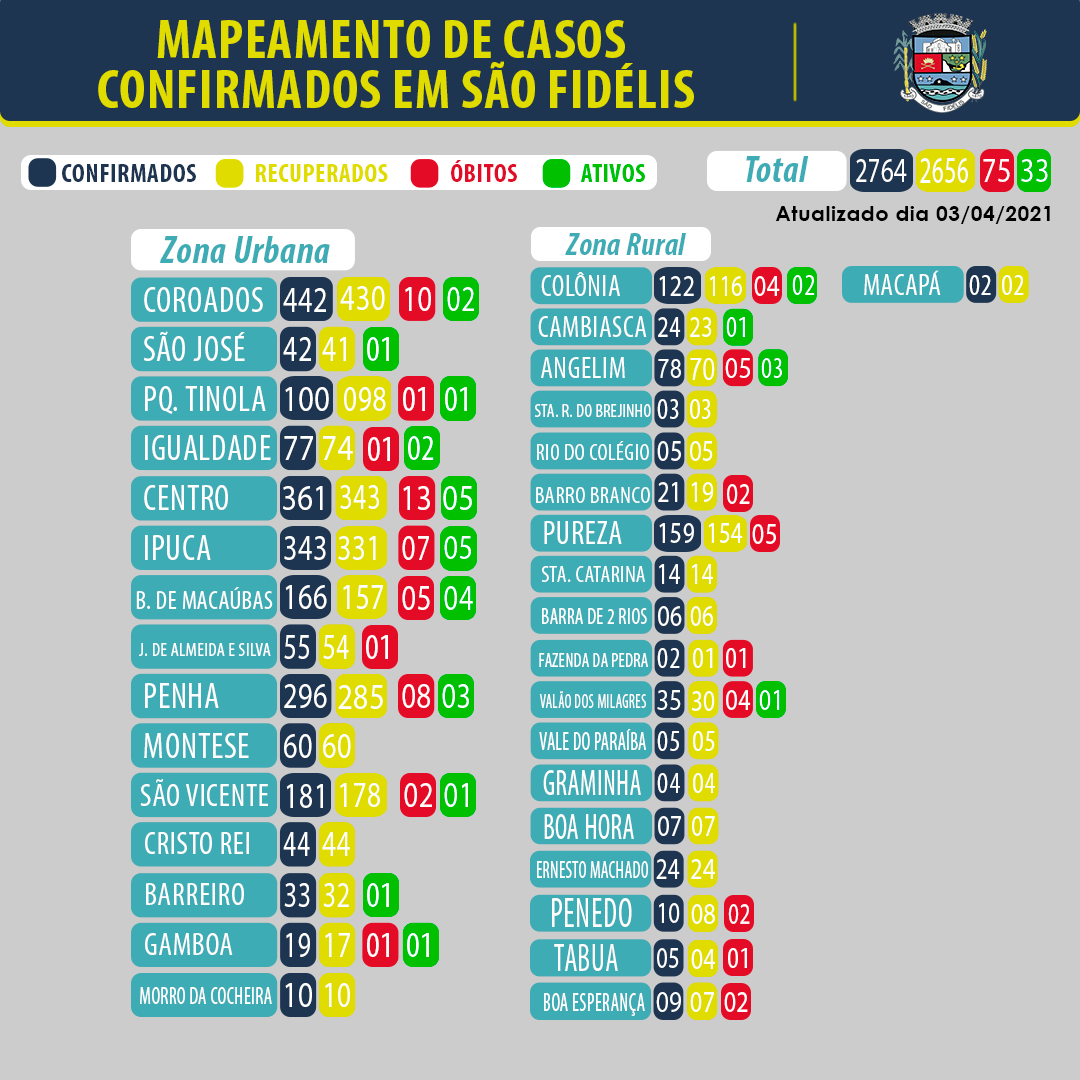 MAPEAMENTO DE CASOS
CONFIRMADOS EM SÃO FIDÉLIS
SÃO FIDÉLIS
CONFIRMADOS RECUPERADOS ÓBITOS ATIVOS
Total 2764 2656 75 33
Atualizado dia 03/04/2021
Zona Urbana
COROADOS 442 430 10 02
SÃO JOSÉ 42 41 01
PQ. TINOLA 100 098 01 01
IGUALDADE 77 74 01 02
CENTRO 361 343 13 05
IPUCA 343 331 07 05
B. DE MACAÚBAS 166 157 05 04
J. DE ALMEIDA E SILVA 55 54 01
PENHA 296 285 08 03
MONTESE 60 60
SÃO VICENTE 181 178 02 01
CRISTO REI 44 44
BARREIRO 33 32 01
GAMBOA 19 17 01 01
MORRO DA COCHEIRA 10 10
Zona Rural
COLÔNIA 122 116 04 02
CAMBIASCA 24 23 01
ANGELIM 78 70 05 03
STA. R. DO BREJINHO 03 03
RIO DO COLÉGIO 05 05
BARRO BRANCO 21 19 02
PUREZA 159 154 05
STA. CATARINA 14 14
BARRA DE 2 RIOS 06 06
FAZENDA DA PEDRA 02 01 01
VALÃO DOS MILAGRES 35 30 04 01
VALE DO PARAÍBA 05 05
GRAMINHA 04 04
BOA HORA 07 07
ERNESTO MACHADO 24 24
PENEDO 10 08 02
TABUA 05 04 01
BOA ESPERANÇA 09 07 02
MACAPÁ 02 02